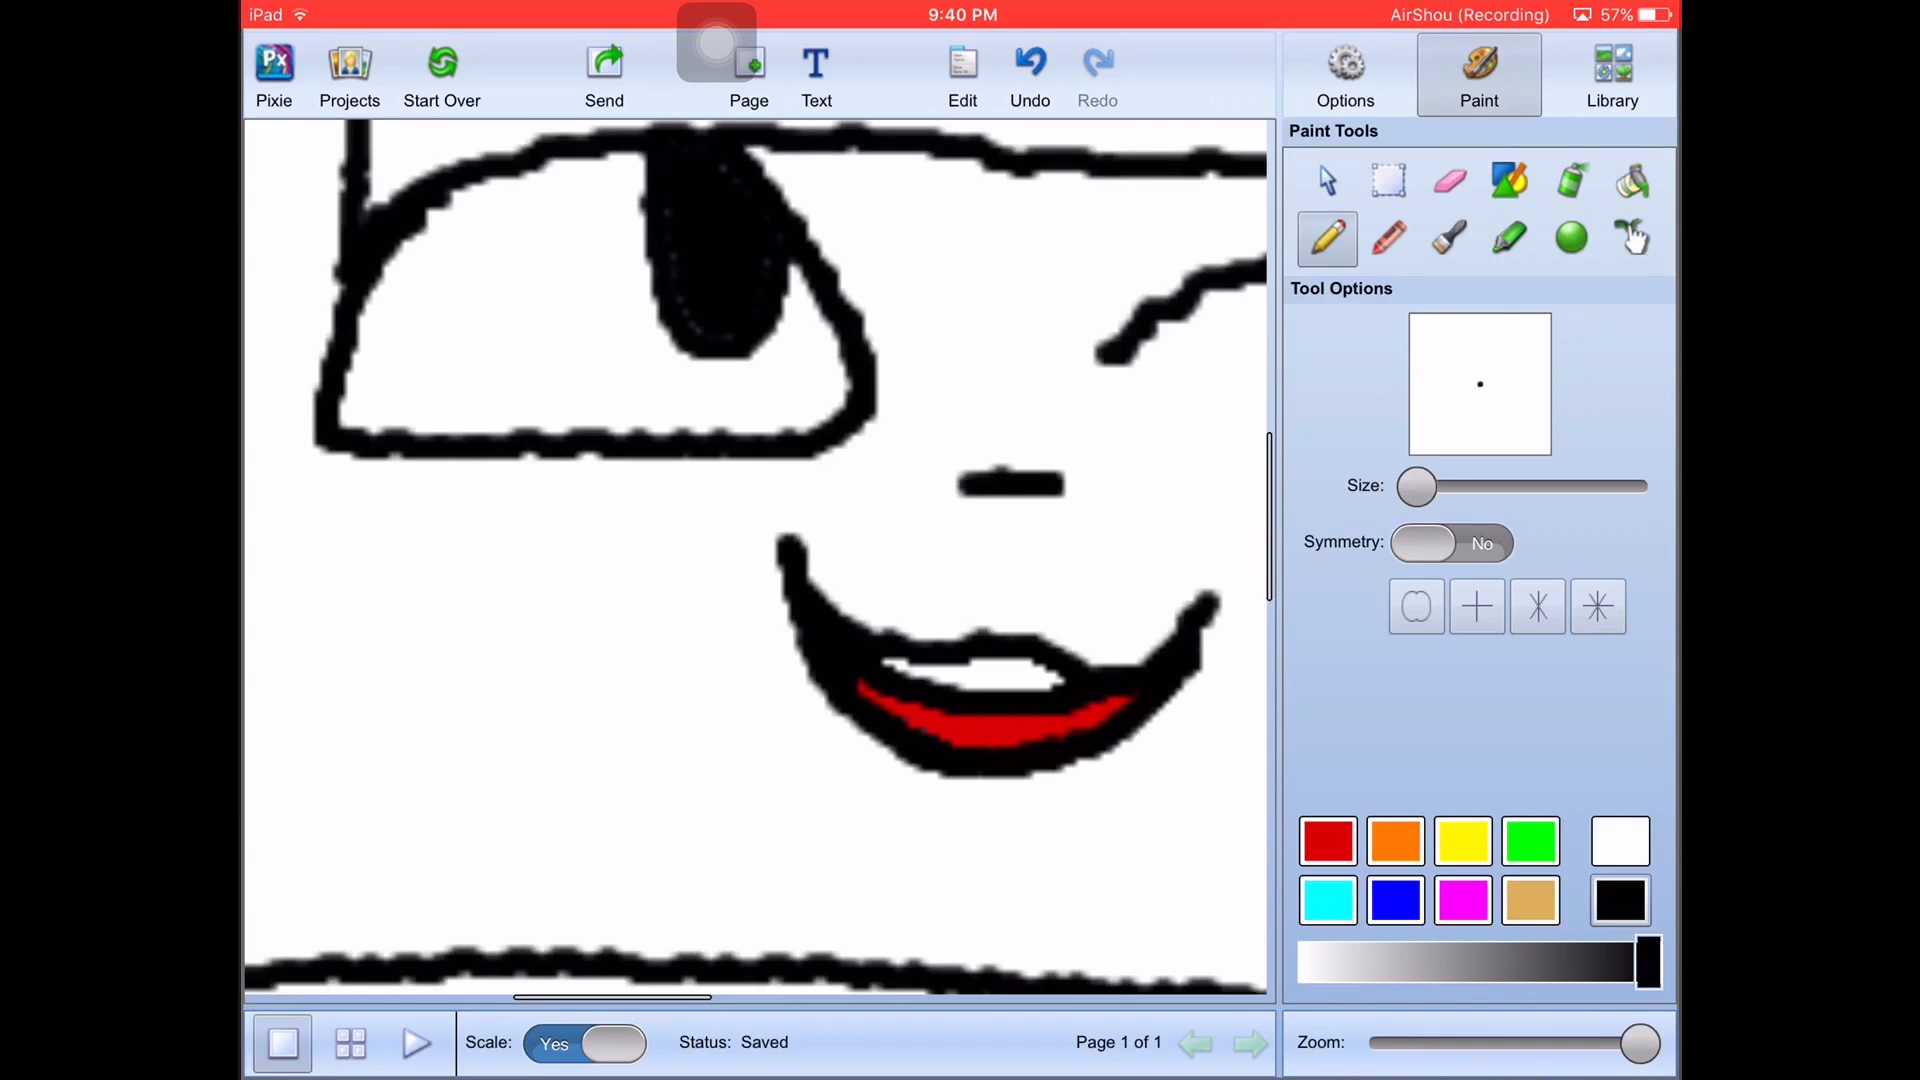 iPad 9:40 PM AirShou (Recording) 57%
Px
T
Pixie Projects Start Over Send Page Text Edit Undo Redo Options Paint Library
Paint Tools
Tool Options
Size:
Symmetry: No
Scale: Yes Status: Saved Page 1 of 1 Zoom: